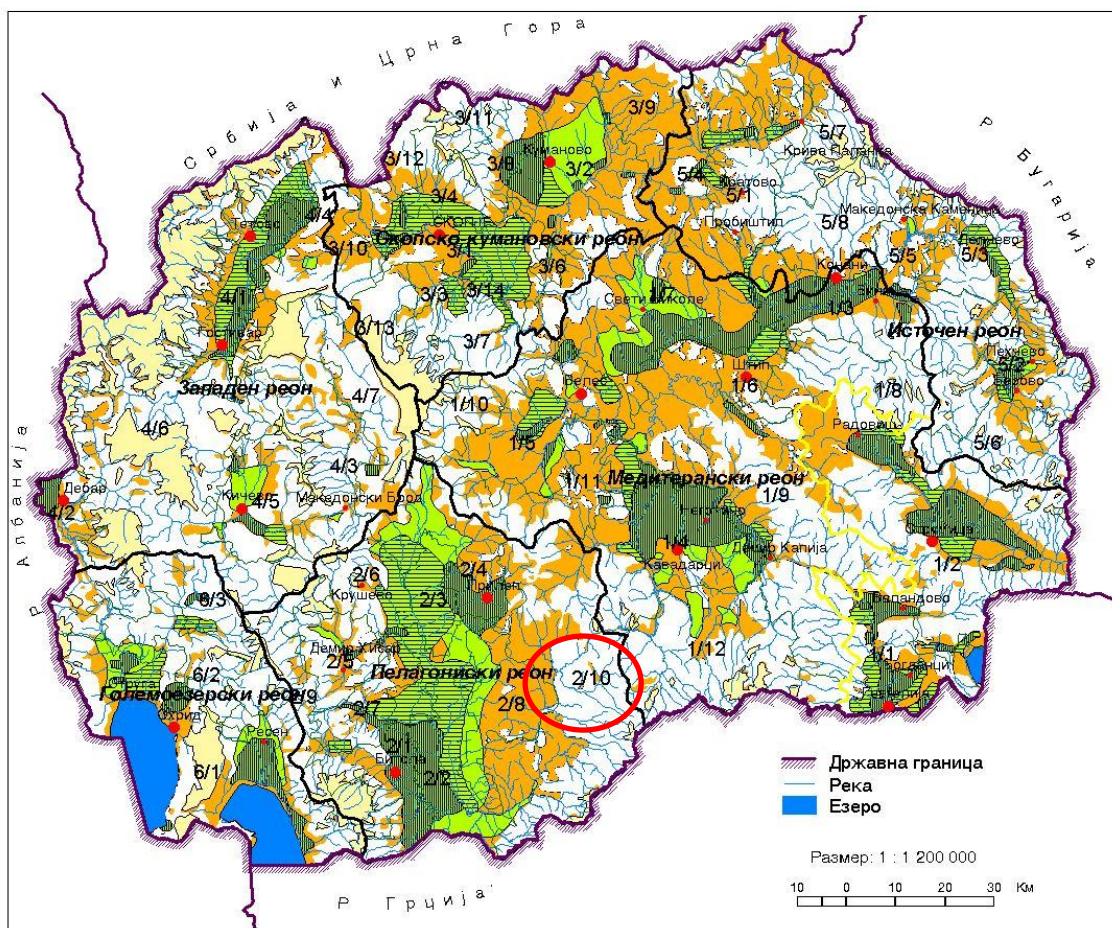 Србија и Црна Гора
3/9
3/11
5/7
Крива Паланка
3/12
3/8
Куманово
3/2
5/4
Кратово
5/1
Р Бугарија
4/4
3/4
Тетово
Скопје
Пробиштип
5/8
Македонска Каменица
Делчево
5/3
5/5
3/10
Скопско кумановски реон
3/1
3/6
Кочани
3/3
3/14
Свети Николе
1/7
1/3
4/1
Гостивар
6/13
3/7
Источен реон
Пехчево
5/2
Берово
Западен реон
4/7
1/10
Велес
Штип
1/6
1/8
4/6
Радовиш
1/5
5/6
4/3
1/11
Медитерански реон
1/9
Р Албанија
Дебар
4/2
Кичево
4/5
Македонски Брод
Неготино
Струмица
1/4
Кавадарци
Демир Капија
1/2
2/6
Крушево
2/4
Прилеп
2/3
6/3
Валандово
Демир Хисар
2/5
1/12
1/1
Богданци
6/2
Пелагониски реон
2/10
Струга
Големоезерски реон
2/9
2/8
Гевгелија
2/7
Охрид
Ресен
2/1
Битола
2/2
6/1
Државна граница
Река
Езеро
Размер: 1 : 1 200 000
10 0 10 20 30 Км
Р Грција